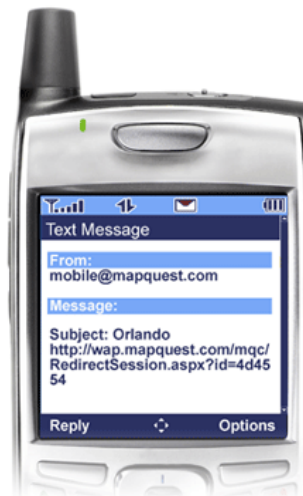 Text Message
From:
mobile@mapquest.com
Message:
Subject: Orlando
http://wap.mapquest.com/mqc/
RedirectSession.aspx?id=4d45
54
Reply
Options